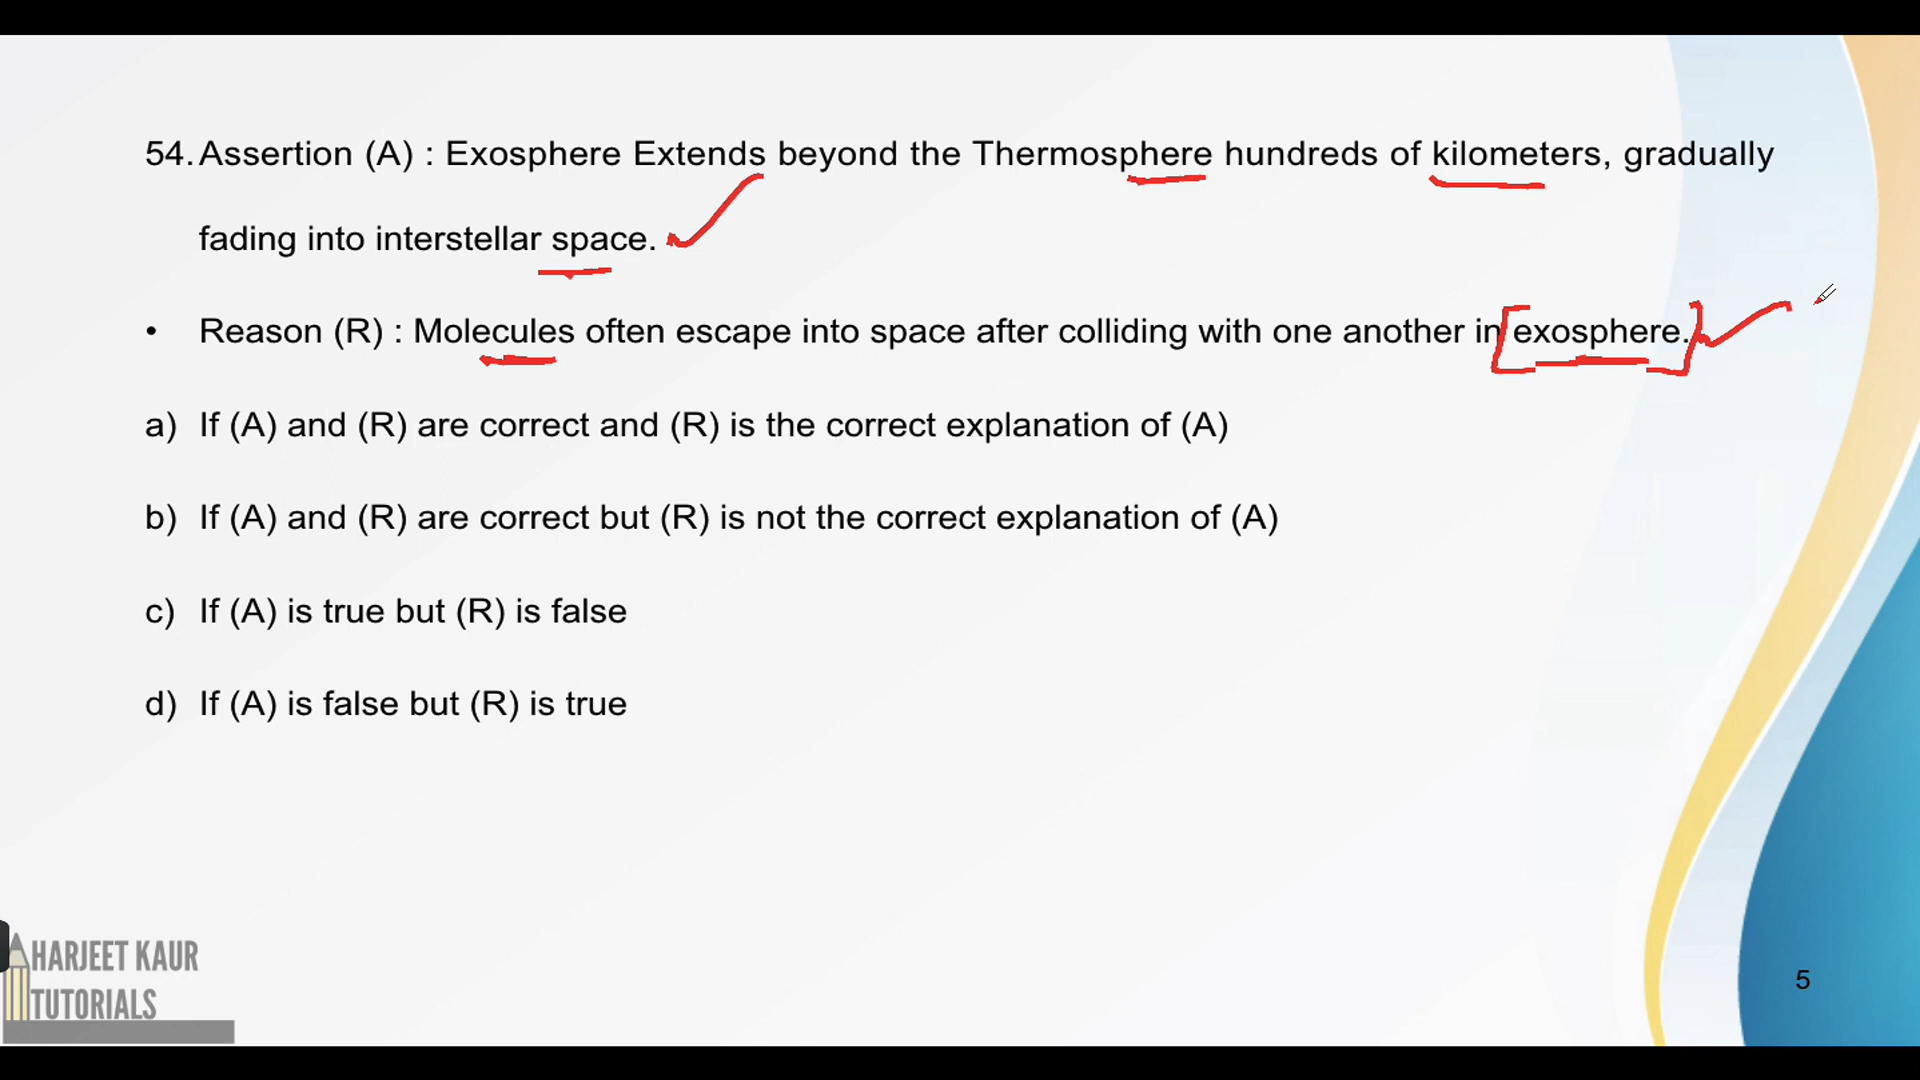 54. Assertion (A) : Exosphere Extends beyond the Thermosphere hundreds of kilometers, gradually
fading into interstellar space.
• Reason (R) : Molecules often escape into space after colliding with one another in exosphere.
a) If (A) and (R) are correct and (R) is the correct explanation of (A)
b) If (A) and (R) are correct but (R) is not the correct explanation of (A)
c) If (A) is true but (R) is false
d) If (A) is false but (R) is true
HARJEET KAUR
TUTORIALS
5